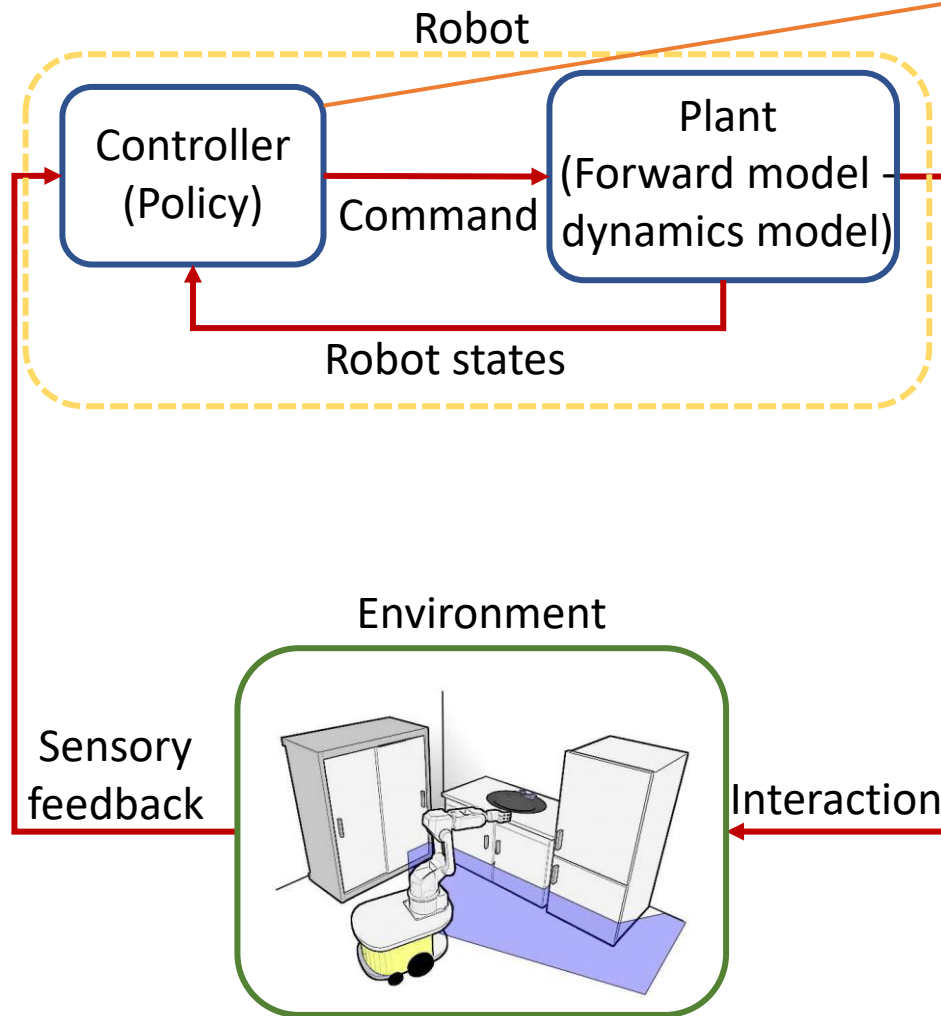 Robot
Controller
(Policy)
Command
Plant
(Forward model -
dynamics model)
Robot states
Environment
Sensory
feedback
Interaction